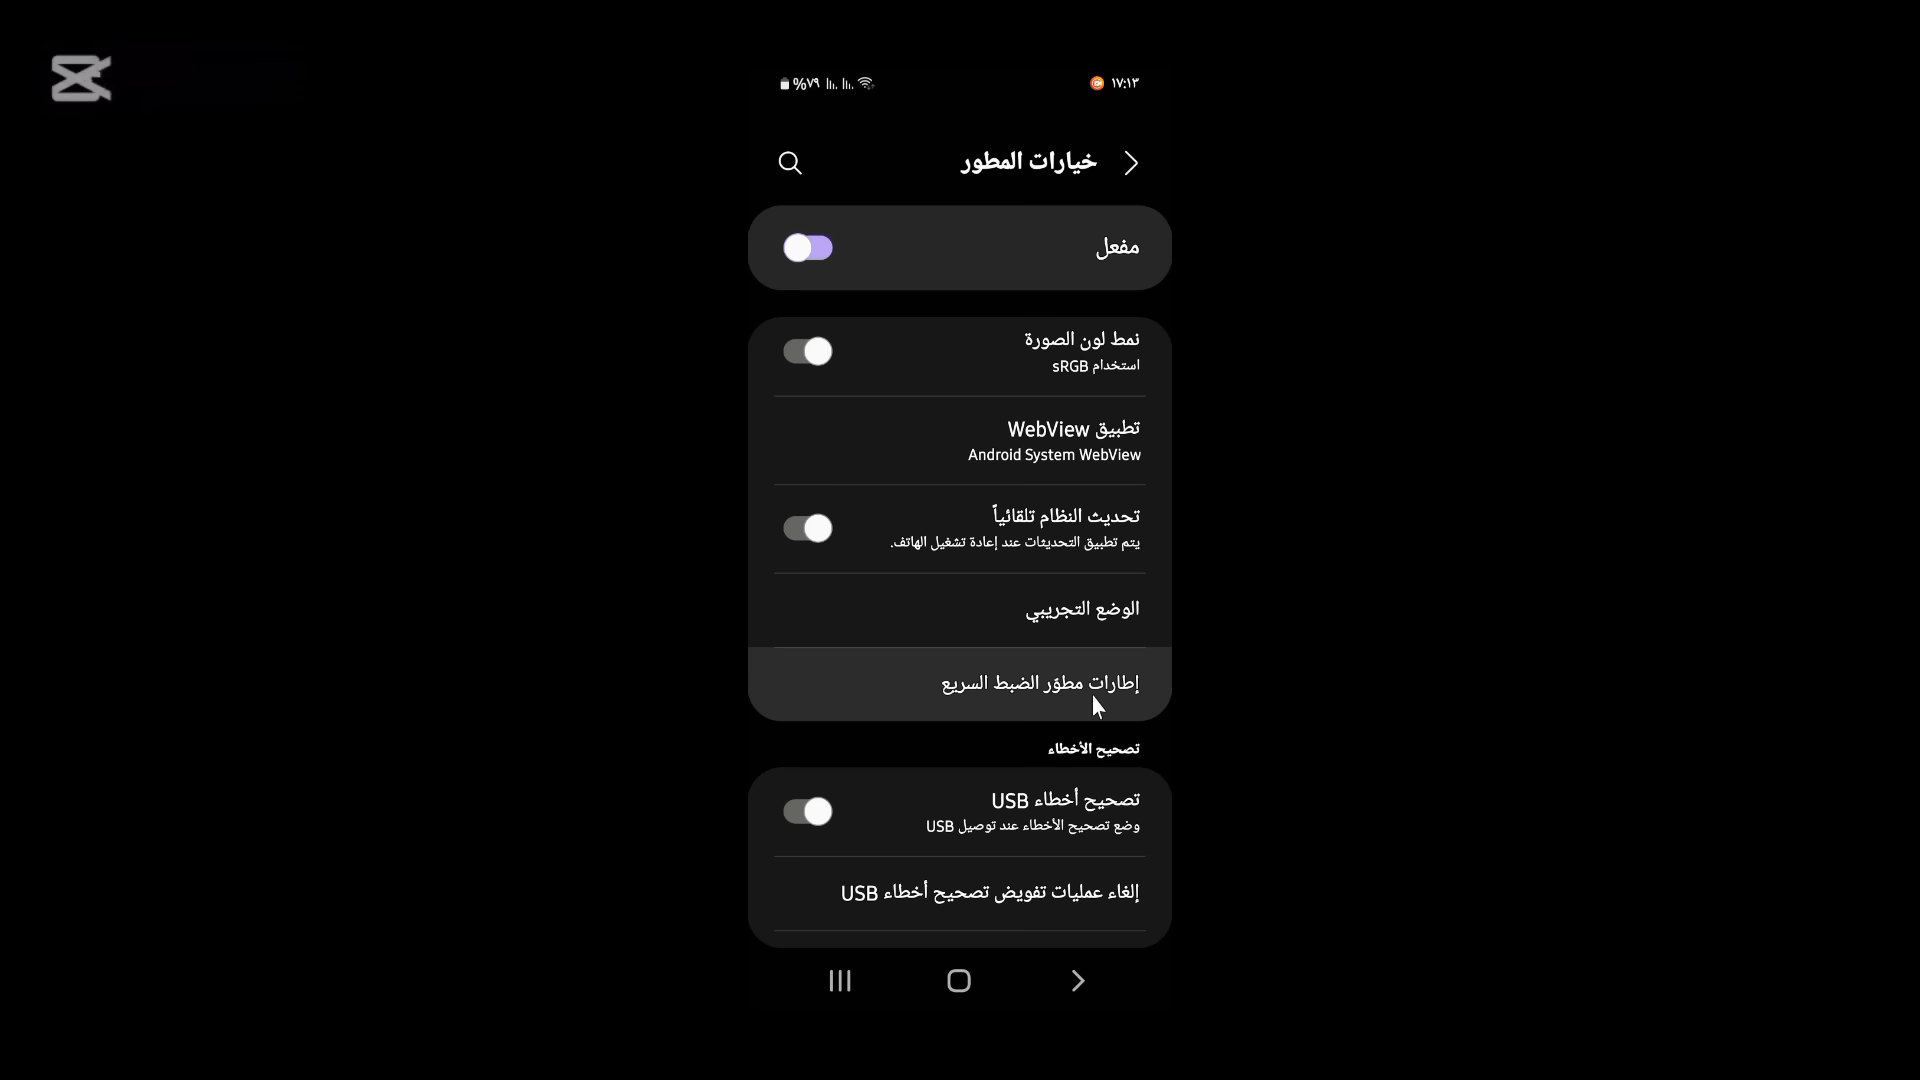 ١٧:١٣
%٧٩
خيارات المطور
مفعل
نمط لون الصورة
استخدام sRGB
تطبيق WebView
Android System WebView
تحديث النظام تلقائياً
يتم تطبيق التحديثات عند إعادة تشغيل الهاتف.
الوضع التجريبي
إطارات مطوّر الضبط السريع
تصحيح الأخطاء
تصحيح أخطاء USB
وضع تصحيح الأخطاء عند توصيل USB
إلغاء عمليات تفويض تصحيح أخطاء USB